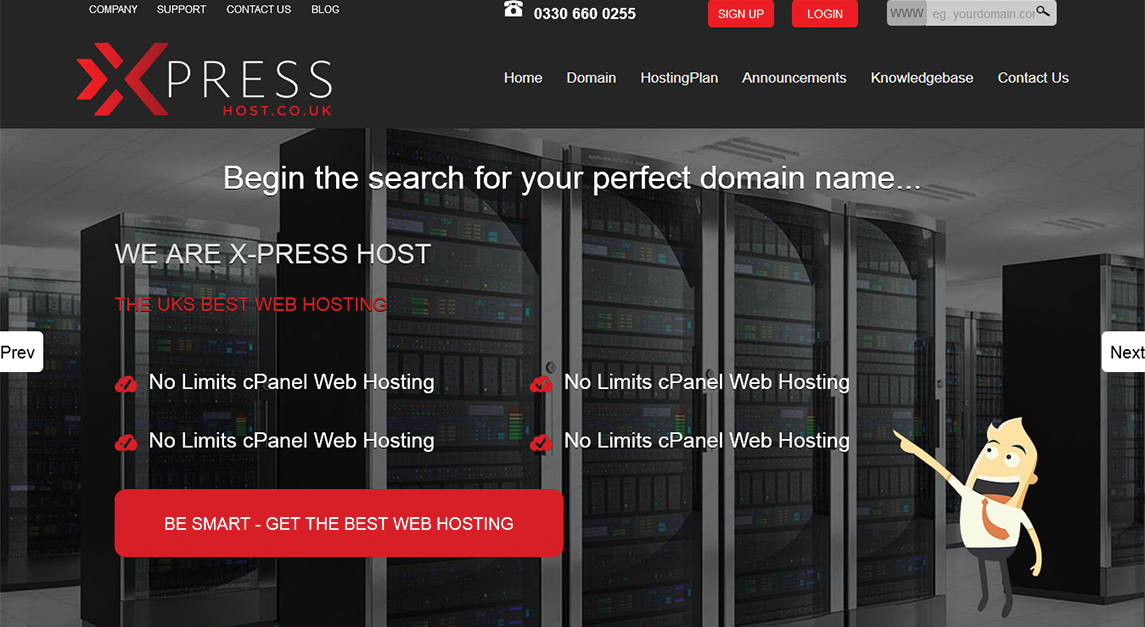 COMPANY SUPPORT CONTACT US BLOG
0330 660 0255
SIGN UP
LOGIN
WWW eg. yourdomain.com
XPRESS
HOST.CO.UK
Home Domain HostingPlan Announcements Knowledgebase Contact Us
Begin the search for your perfect domain name...
WE ARE X-PRESS HOST
THE UKS BEST WEB HOSTING
Prev
Next
No Limits cPanel Web Hosting
No Limits cPanel Web Hosting
No Limits cPanel Web Hosting
No Limits cPanel Web Hosting
BE SMART - GET THE BEST WEB HOSTING